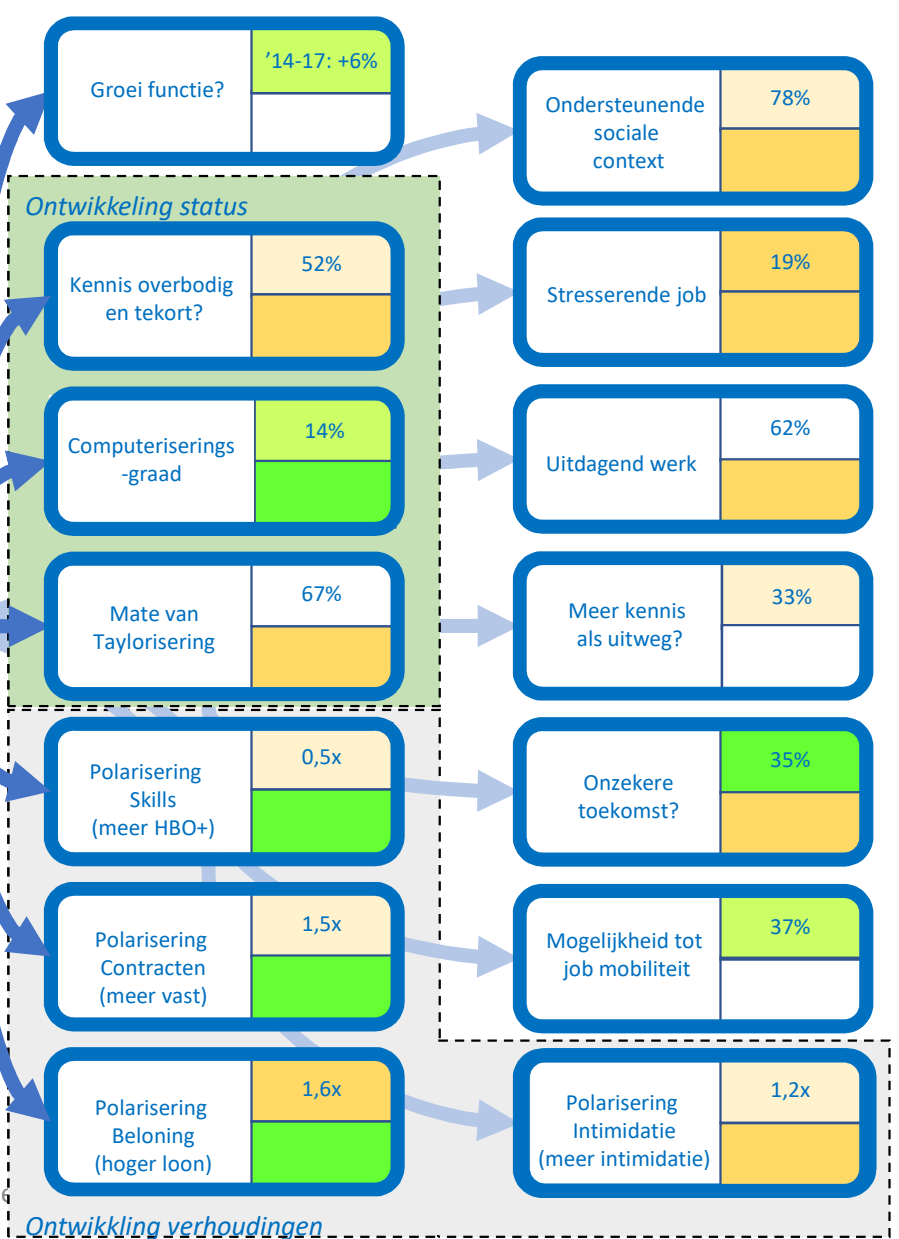 Groei functie?
’14-17: +6%
Ontwikkeling status
Kennis overbodig
en tekort?
52%
Computeriserings
-graad
14%
Mate van
Taylorisering
67%
Polarisering
Skills
(meer HBO+)
0,5x
Polarisering
Contracten
(meer vast)
1,5x
Polarisering
Beloning
(hoger loon)
1,6x
Ontwikkling verhoudingen
Ondersteunende
sociale
context
78%
Stresserende job
19%
Uitdagend werk
62%
Meer kennis
als uitweg?
33%
Onzekere
toekomst?
35%
Mogelijkheid tot
job mobiliteit
37%
Polarisering
Intimidatie
(meer intimidatie)
1,2x